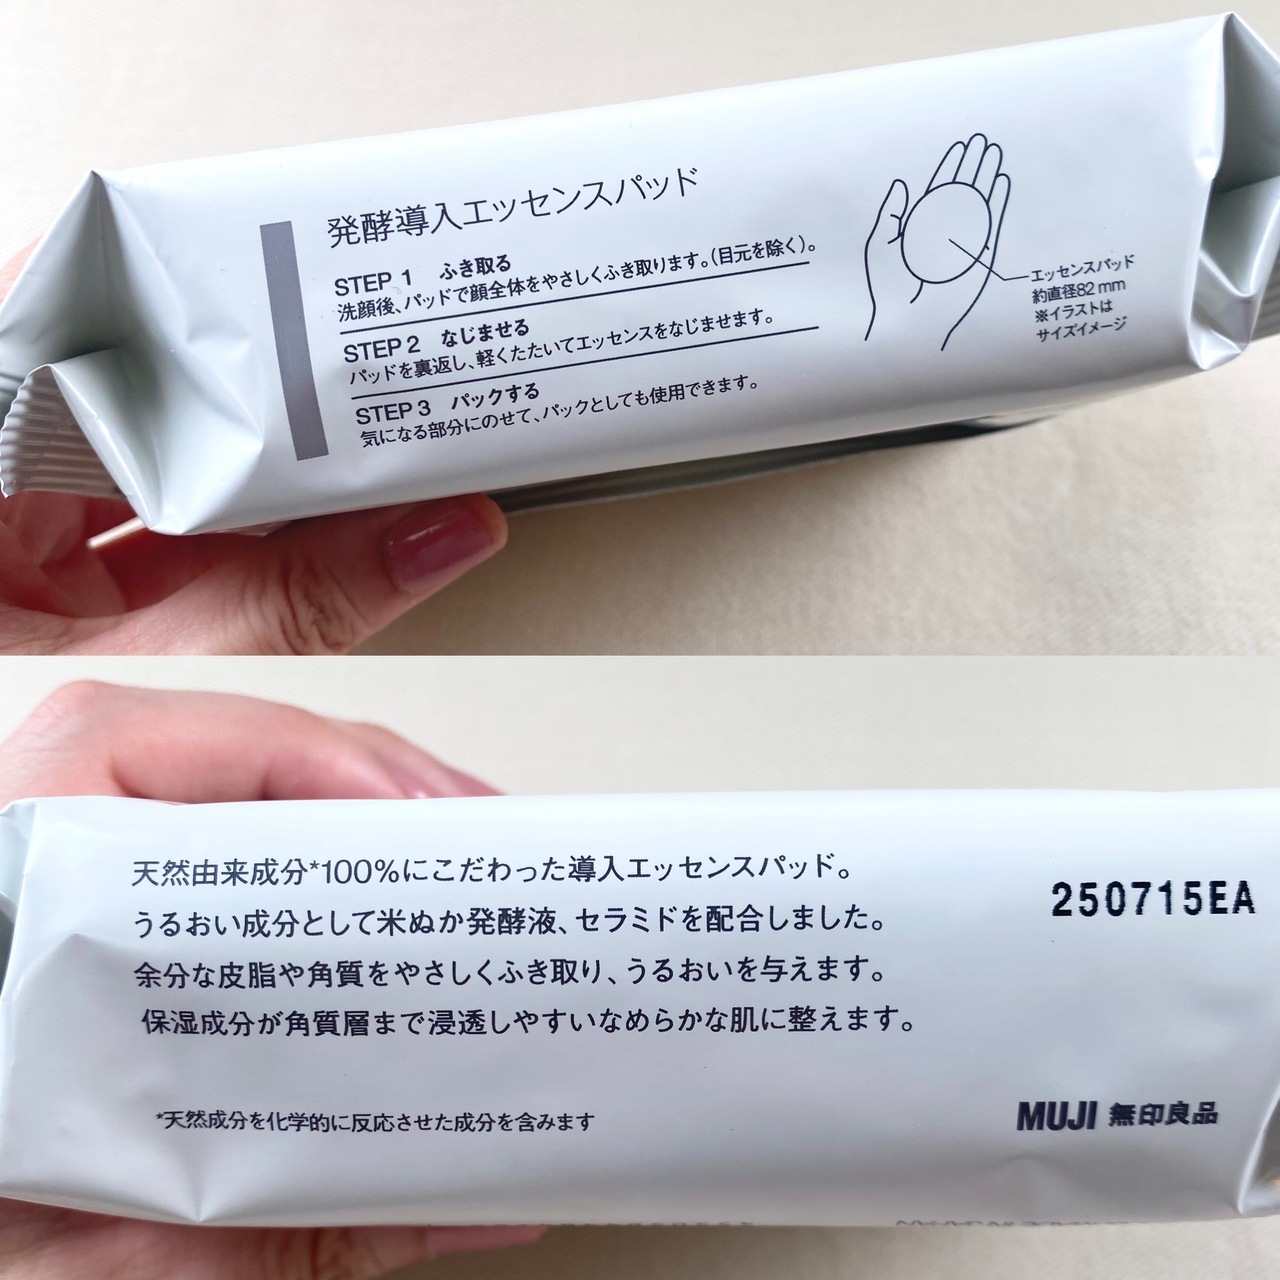 発酵導入エッセンスパッド
STEP 1 ふき取る
洗顔後、パッドで顔全体をやさしくふき取ります。(目元を除く)。
STEP 2 なじませる
パッドを裏返し、軽くたたいてエッセンスをなじませます。
STEP 3 パックする
気になる部分にのせて、パックとしても使用できます。
エッセンスパッド
約直径82 mm
※イラストは
サイズイメージ
天然由来成分*100%にこだわった導入エッセンスパッド。
うるおい成分として米ぬか発酵液、セラミドを配合しました。
余分な皮脂や角質をやさしくふき取り、うるおいを与えます。
保湿成分が角質層まで浸透しやすいなめらかな肌に整えます。
250715EA
*天然成分を化学的に反応させた成分を含みます
MUJI 無印良品